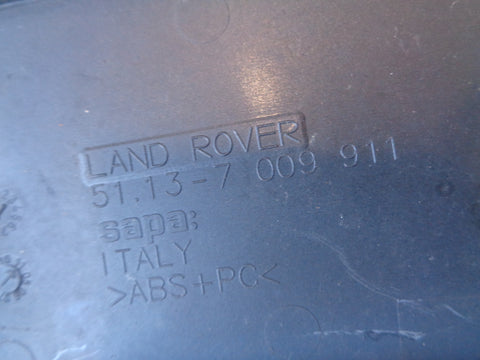 LAND ROVER
51.13-7 009 911
sapa:
ITALY
>ABS+PC<